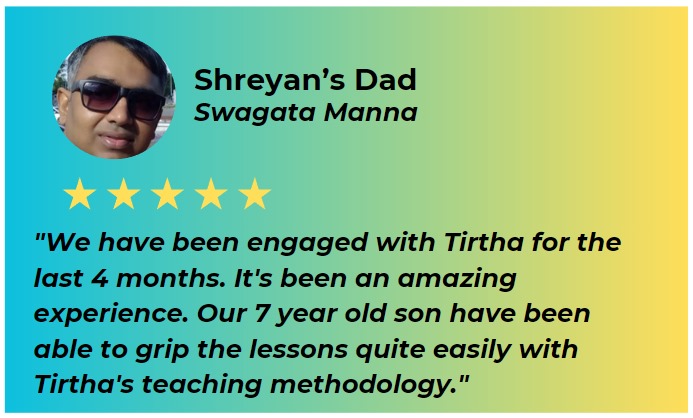 Shreyan’s Dad
Swagata Manna
"We have been engaged with Tirtha for the
last 4 months. It's been an amazing
experience. Our 7 year old son have been
able to grip the lessons quite easily with
Tirtha's teaching methodology."